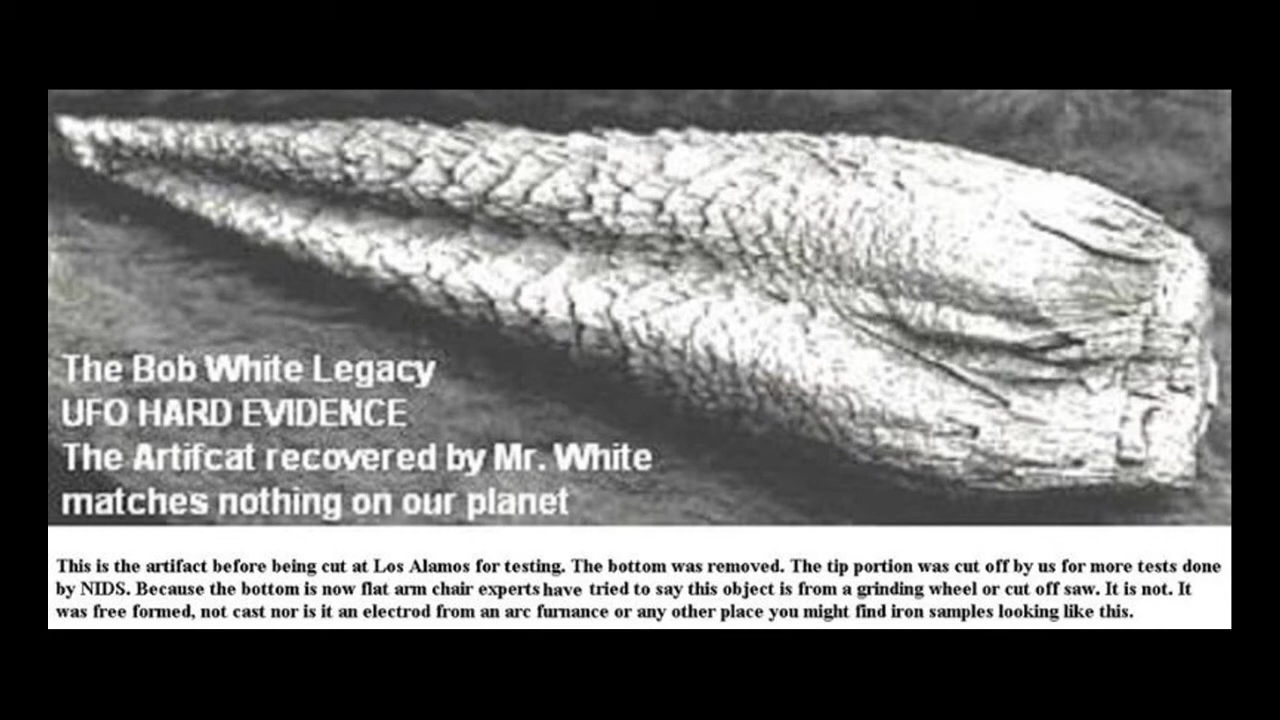 The Bob White Legacy
UFO HARD EVIDENCE
The Artifcat recovered by Mr. White
matches nothing on our planet
This is the artifact before being cut at Los Alamos for testing. The bottom was removed. The tip portion was cut off by us for more tests done
by NIDS. Because the bottom is now flat arm chair experts have tried to say this object is from a grinding wheel or cut off saw. It is not. It
was free formed, not cast nor is it an electrod from an arc furnance or any other place you might find iron samples looking like this.